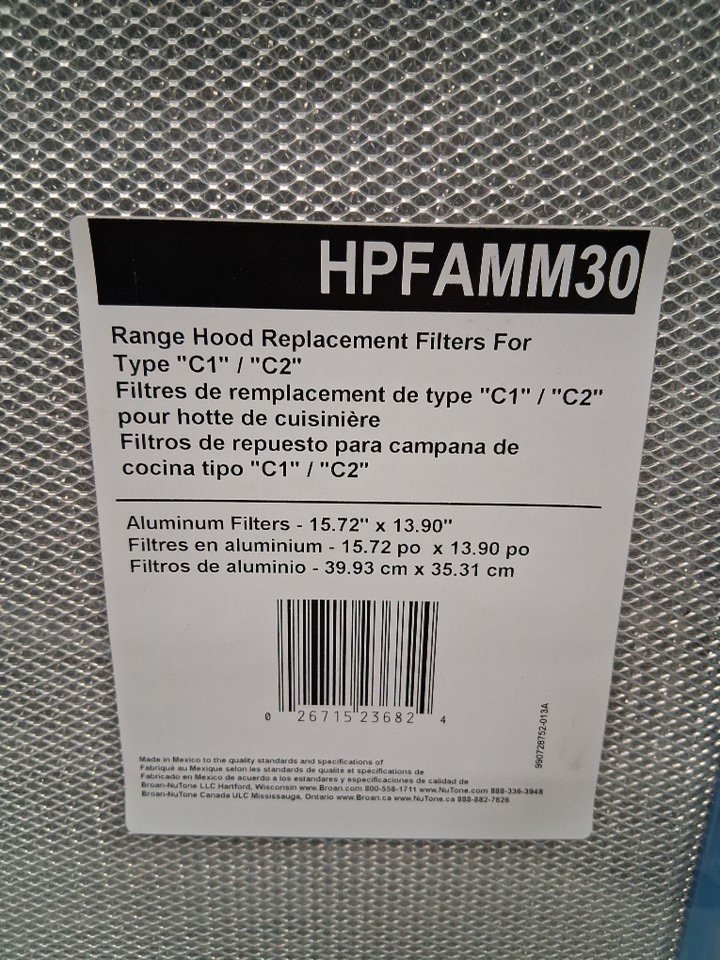 HPFAMM30
Range Hood Replacement Filters For
Type "C1" / "C2"
Filtres de remplacement de type "C1" / "C2"
pour hotte de cuisinière
Filtros de repuesto para campana de
cocina tipo "C1" / "C2"
Aluminum Filters - 15.72" x 13.90"
Filtres en aluminium - 15.72 po x 13.90 po
Filtros de aluminio - 39.93 cm x 35.31 cm
0 26715 23682 4
990728752-013A
Made in Mexico to the quality standards and specifications of
Fabriqué au Mexique selon les standards de qualité et spécifications de
Fabricado en Mexico de acuerdo a los estandares y especificaciones de calidad de
Broan-NuTone LLC Hartford, Wisconsin www.Broan.com 800-558-1711 www.NuTone.com 888-336-3948
Broan-NuTone Canada ULC Mississauga, Ontario www.Broan.ca www.NuTone.ca 888-882-7626